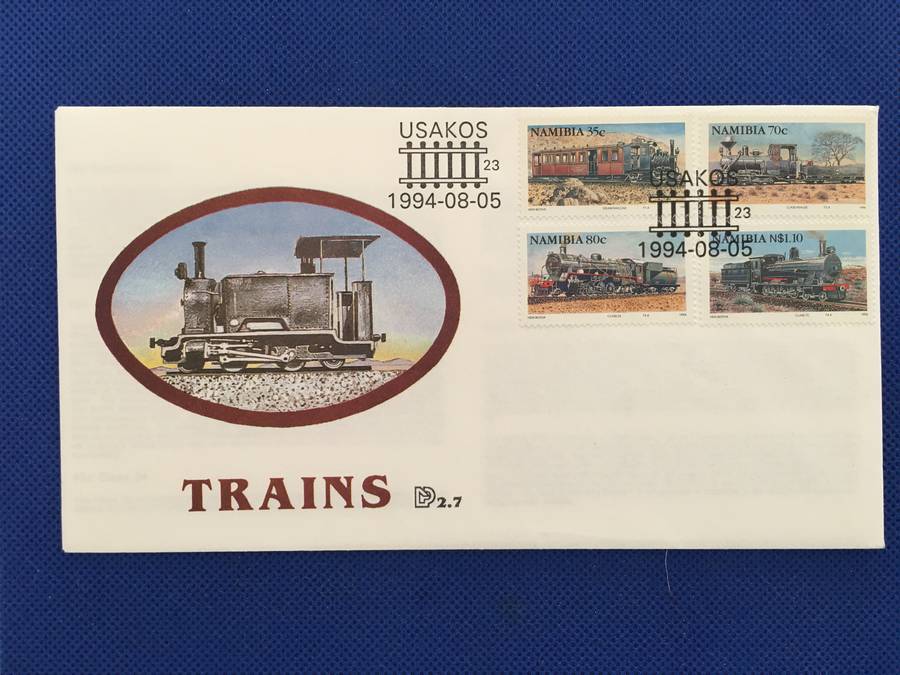 USAKOS
23
1994-08-05
NAMIBIA 35c
NAMIBIA 70c
USAKOS
23
1994-08-05
NAMIBIA 80c
NAMIBIA N$1.10
TRAINS
2.7